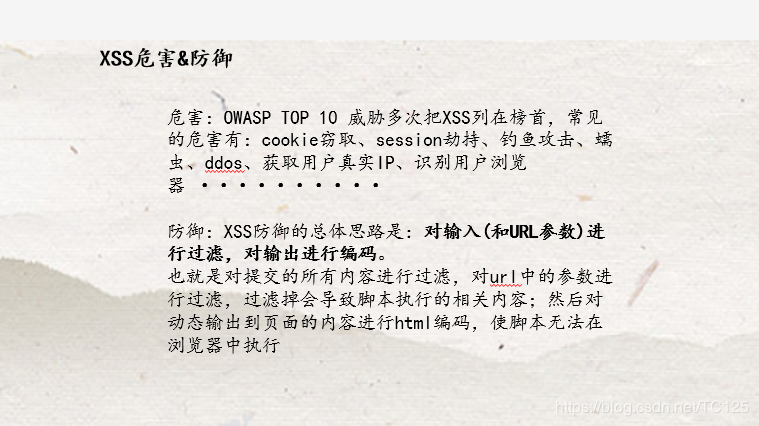 XSS危害&防御
危害：OWASP TOP 10 威胁多次把XSS列在榜首，常见
的危害有：cookie窃取、session劫持、钓鱼攻击、蠕
虫、ddos、获取用户真实IP、识别用户浏览
器 ··········
防御：XSS防御的总体思路是：对输入(和URL参数)进
行过滤，对输出进行编码。
也就是对提交的所有内容进行过滤，对url中的参数进
行过滤，过滤掉会导致脚本执行的相关内容；然后对
动态输出到页面的内容进行html编码，使脚本无法在
浏览器中执行
https://blog.csdn.net/TC125